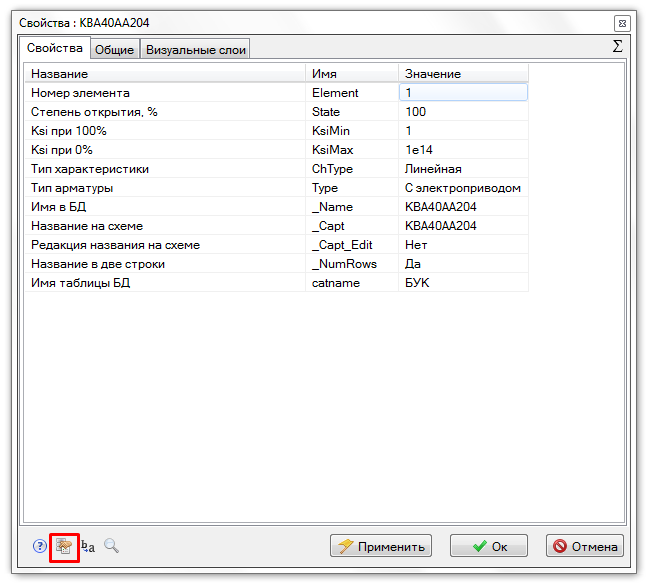 Свойства : KBA40AA204
Свойства Общие Визуальные слои Σ
Название Имя Значение
Номер элемента Element 1
Степень открытия, % State 100
Ksi при 100% KsiMin 1
Ksi при 0% KsiMax 1e14
Тип характеристики ChType Линейная
Тип арматуры Type С электроприводом
Имя в БД _Name KBA40AA204
Название на схеме _Capt KBA40AA204
Редакция названия на схеме _Capt_Edit Нет
Название в две строки _NumRows Да
Имя таблицы БД catname БУК
? b a Применить Ок Отмена